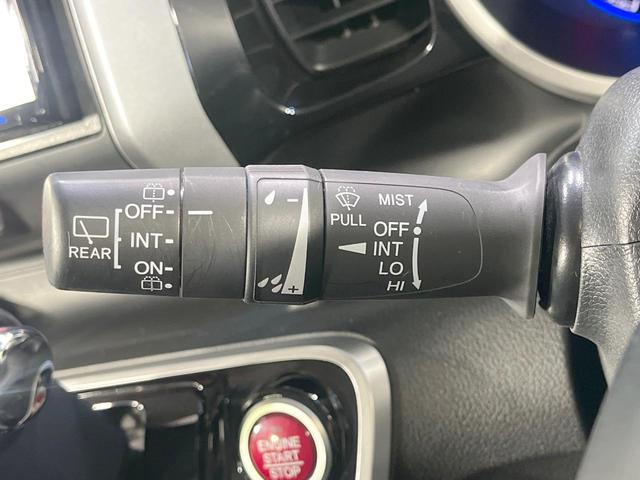 OFF
INT
REAR
ON
−
+
PULL
MIST
OFF
INT
LO
HI
ENGINE
START
STOP